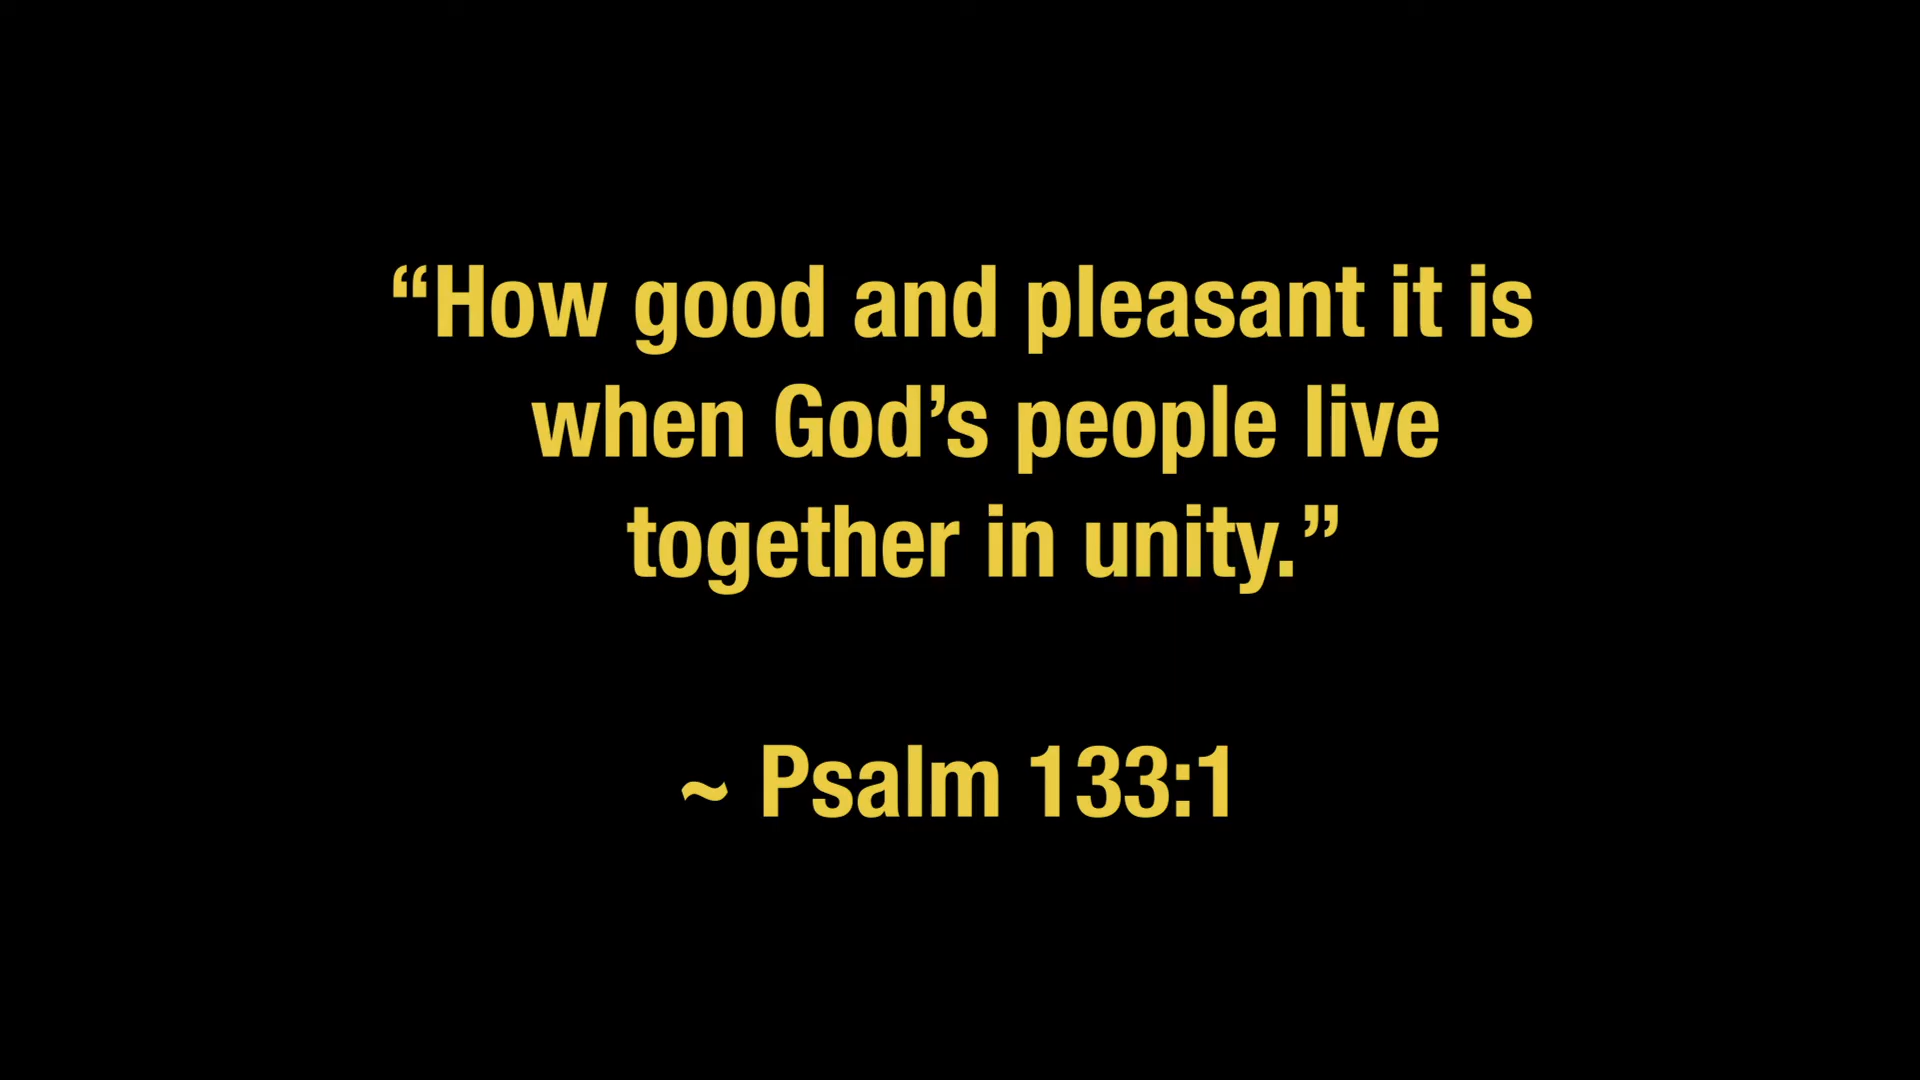 “How good and pleasant it is
when God’s people live
together in unity.”
~ Psalm 133:1